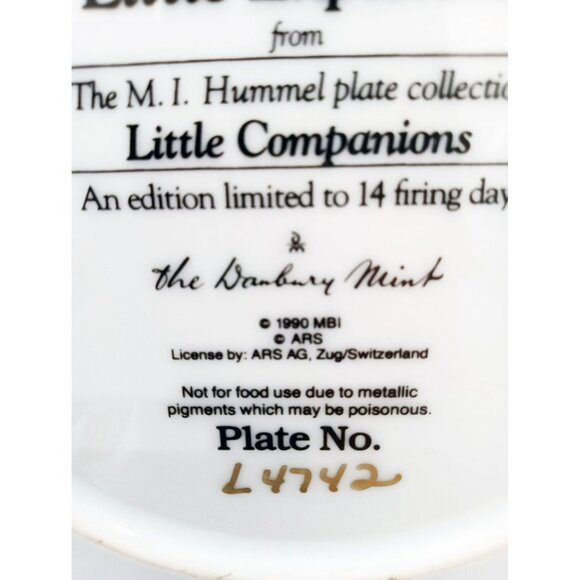 Little
from
The M. I. Hummel plate collectio
Little Companions
An edition limited to 14 firing day
the Danbury Mint
© 1990 MBI
© ARS
License by: ARS AG, Zug/Switzerland
Not for food use due to metallic
pigments which may be poisonous.
Plate No.
L4742